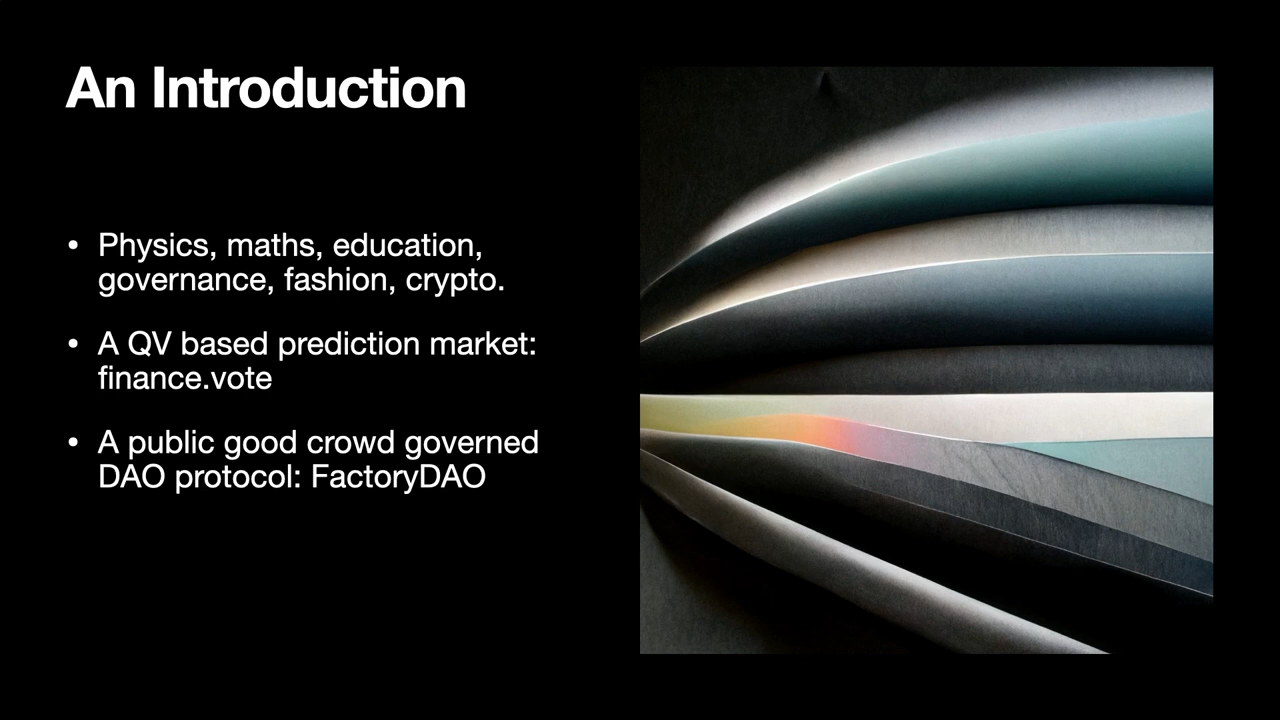 An Introduction
• Physics, maths, education,
governance, fashion, crypto.
• A QV based prediction market:
finance.vote
• A public good crowd governed
DAO protocol: FactoryDAO